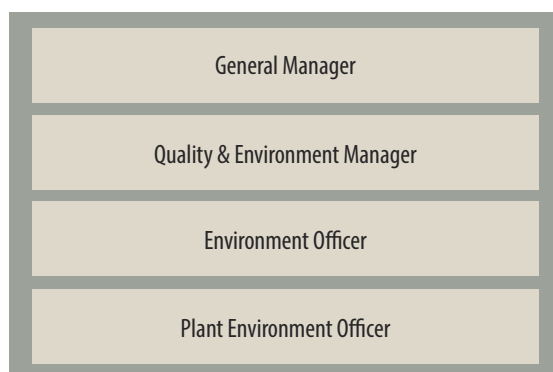 General Manager
Quality & Environment Manager
Environment Officer
Plant Environment Officer